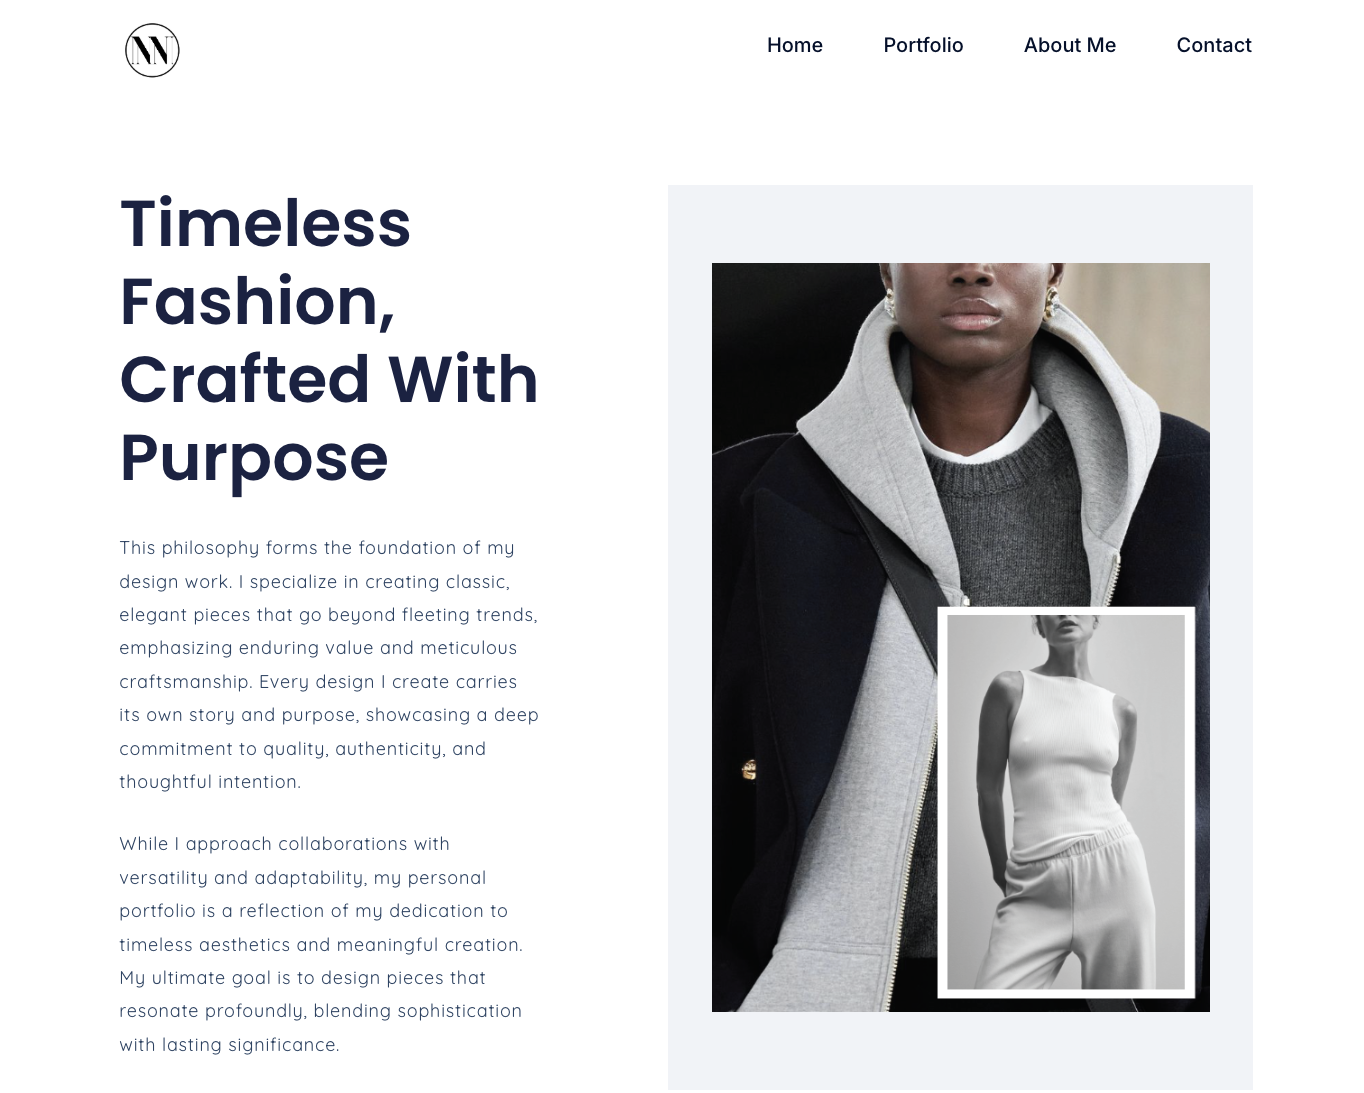 NN
Home Portfolio About Me Contact
Timeless
Fashion,
Crafted With
Purpose
This philosophy forms the foundation of my
design work. I specialize in creating classic,
elegant pieces that go beyond fleeting trends,
emphasizing enduring value and meticulous
craftsmanship. Every design I create carries
its own story and purpose, showcasing a deep
commitment to quality, authenticity, and
thoughtful intention.
While I approach collaborations with
versatility and adaptability, my personal
portfolio is a reflection of my dedication to
timeless aesthetics and meaningful creation.
My ultimate goal is to design pieces that
resonate profoundly, blending sophistication
with lasting significance.